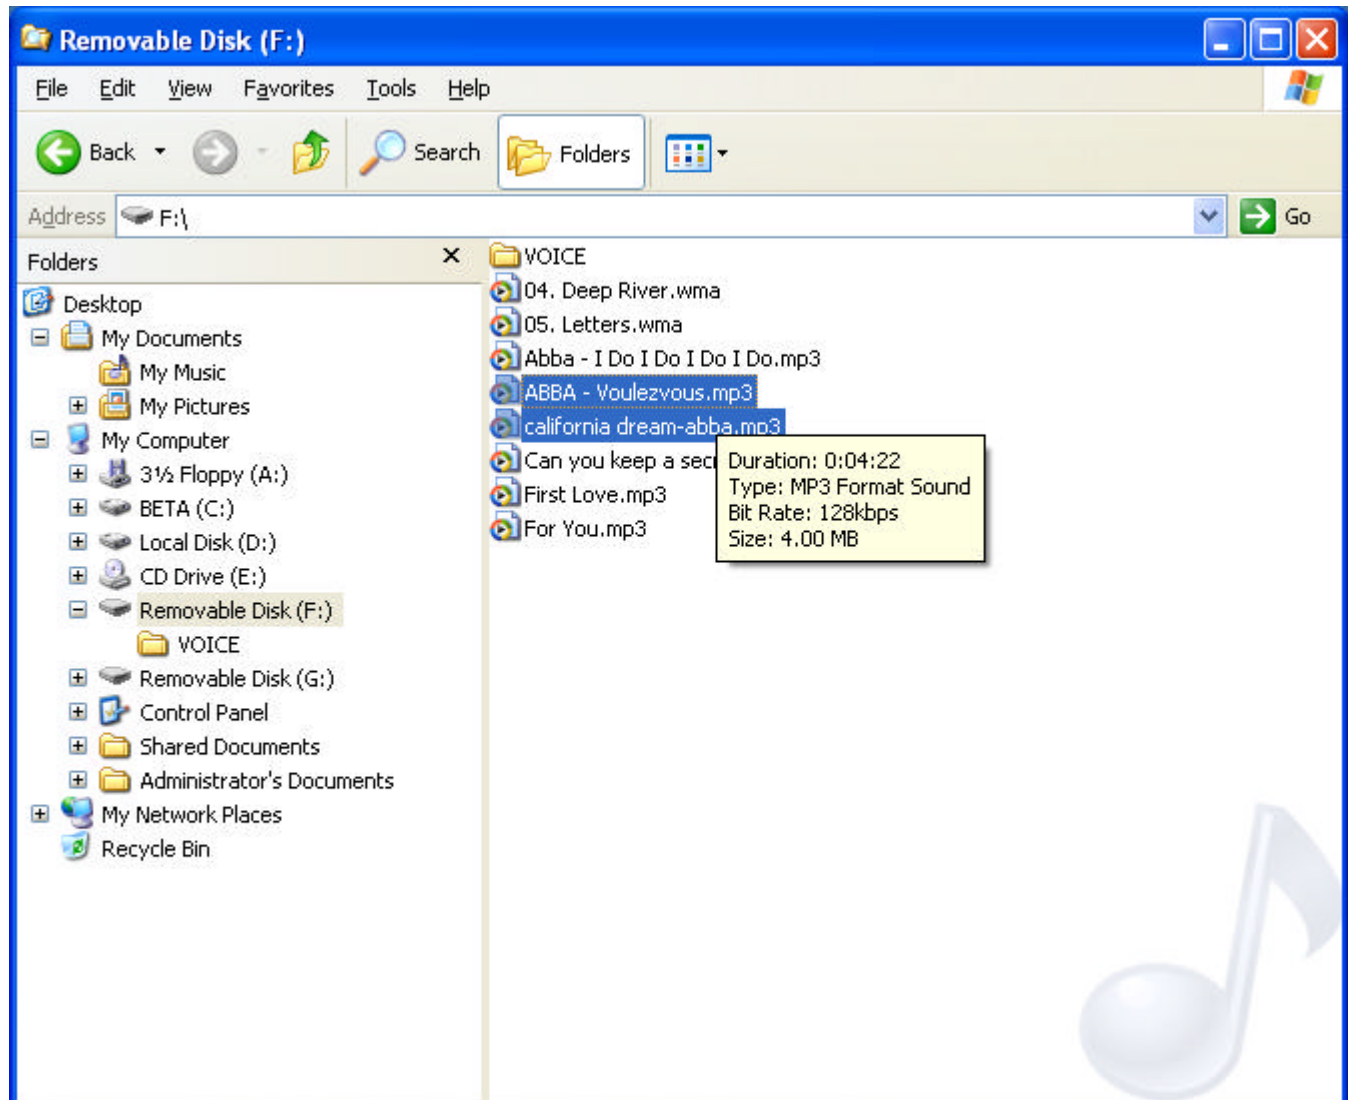 Removable Disk (F:)
File Edit View Favorites Tools Help
Back Search Folders
Address F:\ Go
Folders
Desktop
My Documents
My Music
My Pictures
My Computer
3½ Floppy (A:)
BETA (C:)
Local Disk (D:)
CD Drive (E:)
Removable Disk (F:)
VOICE
Removable Disk (G:)
Control Panel
Shared Documents
Administrator's Documents
My Network Places
Recycle Bin
VOICE
04. Deep River.wma
05. Letters.wma
Abba - I Do I Do I Do I Do.mp3
ABBA - Voulezvous.mp3
california dream-abba.mp3
Can you keep a
First Love.mp3
For You.mp3
Duration: 0:04:22
Type: MP3 Format Sound
Bit Rate: 128kbps
Size: 4.00 MB